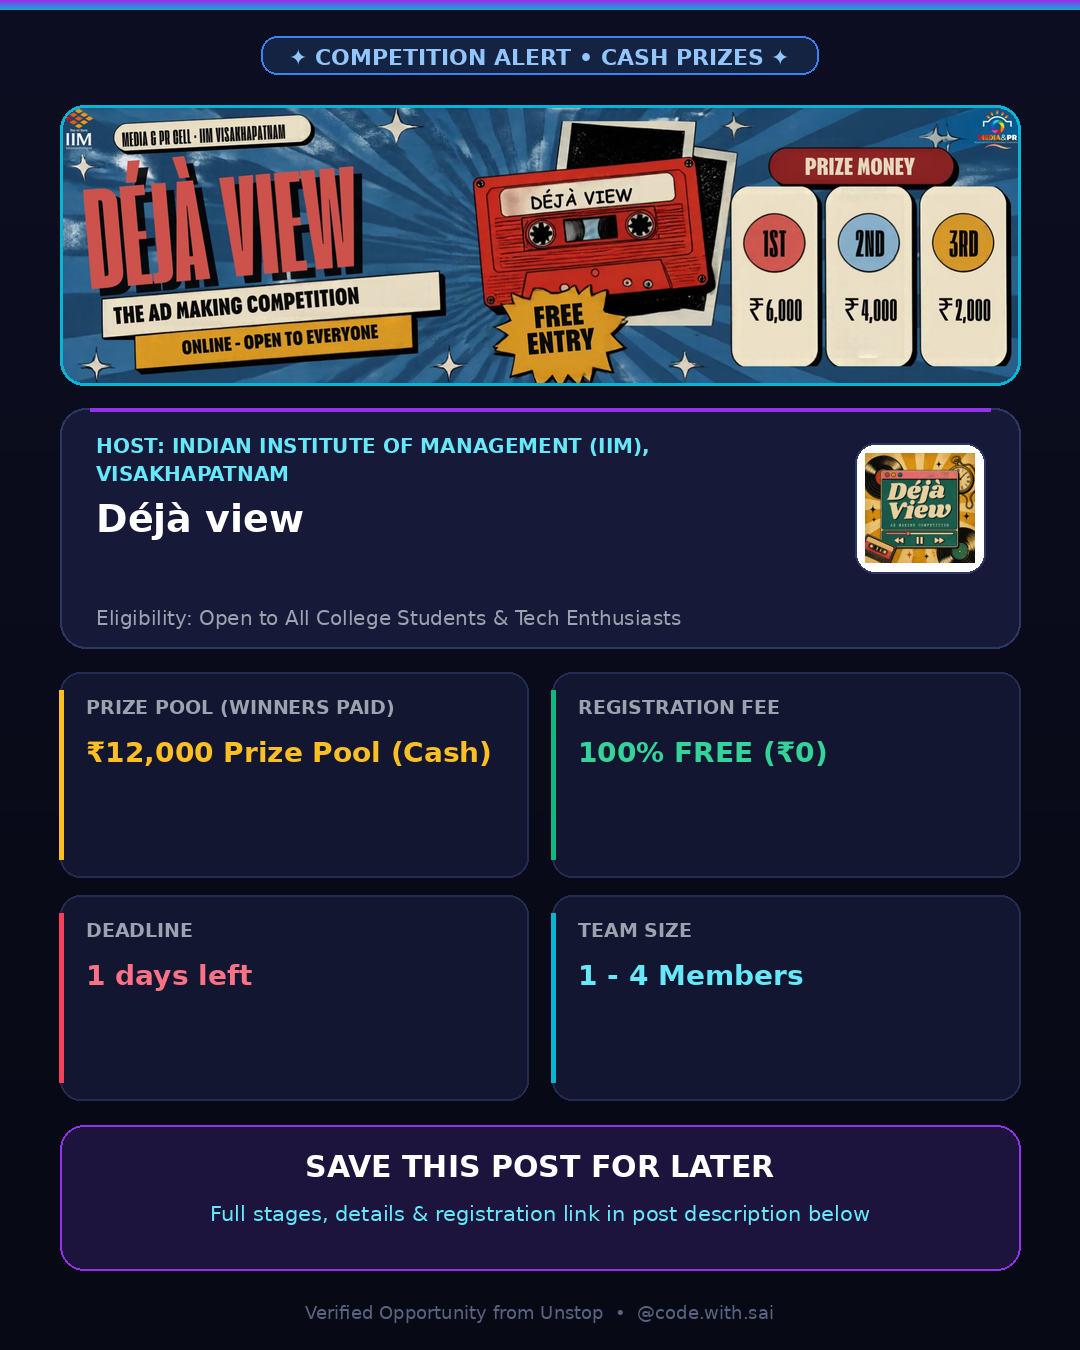 ✦ COMPETITION ALERT • CASH PRIZES ✦
IIM
MEDIA & PR CELL · IIM VISAKHAPATNAM
DÉJÀ VIEW
THE AD MAKING COMPETITION
ONLINE - OPEN TO EVERYONE
DÉJÀ VIEW
FREE
ENTRY
MEDIA&PR
PRIZE MONEY
1ST
2ND
3RD
₹ 6,000
₹ 4,000
₹ 2,000
HOST: INDIAN INSTITUTE OF MANAGEMENT (IIM),
VISAKHAPATNAM
Déjà view
Déjà
View
AD MAKING COMPETITION
Eligibility: Open to All College Students & Tech Enthusiasts
PRIZE POOL (WINNERS PAID)
₹12,000 Prize Pool (Cash)
REGISTRATION FEE
100% FREE (₹0)
DEADLINE
1 days left
TEAM SIZE
1 - 4 Members
SAVE THIS POST FOR LATER
Full stages, details & registration link in post description below
Verified Opportunity from Unstop • @code.with.sai